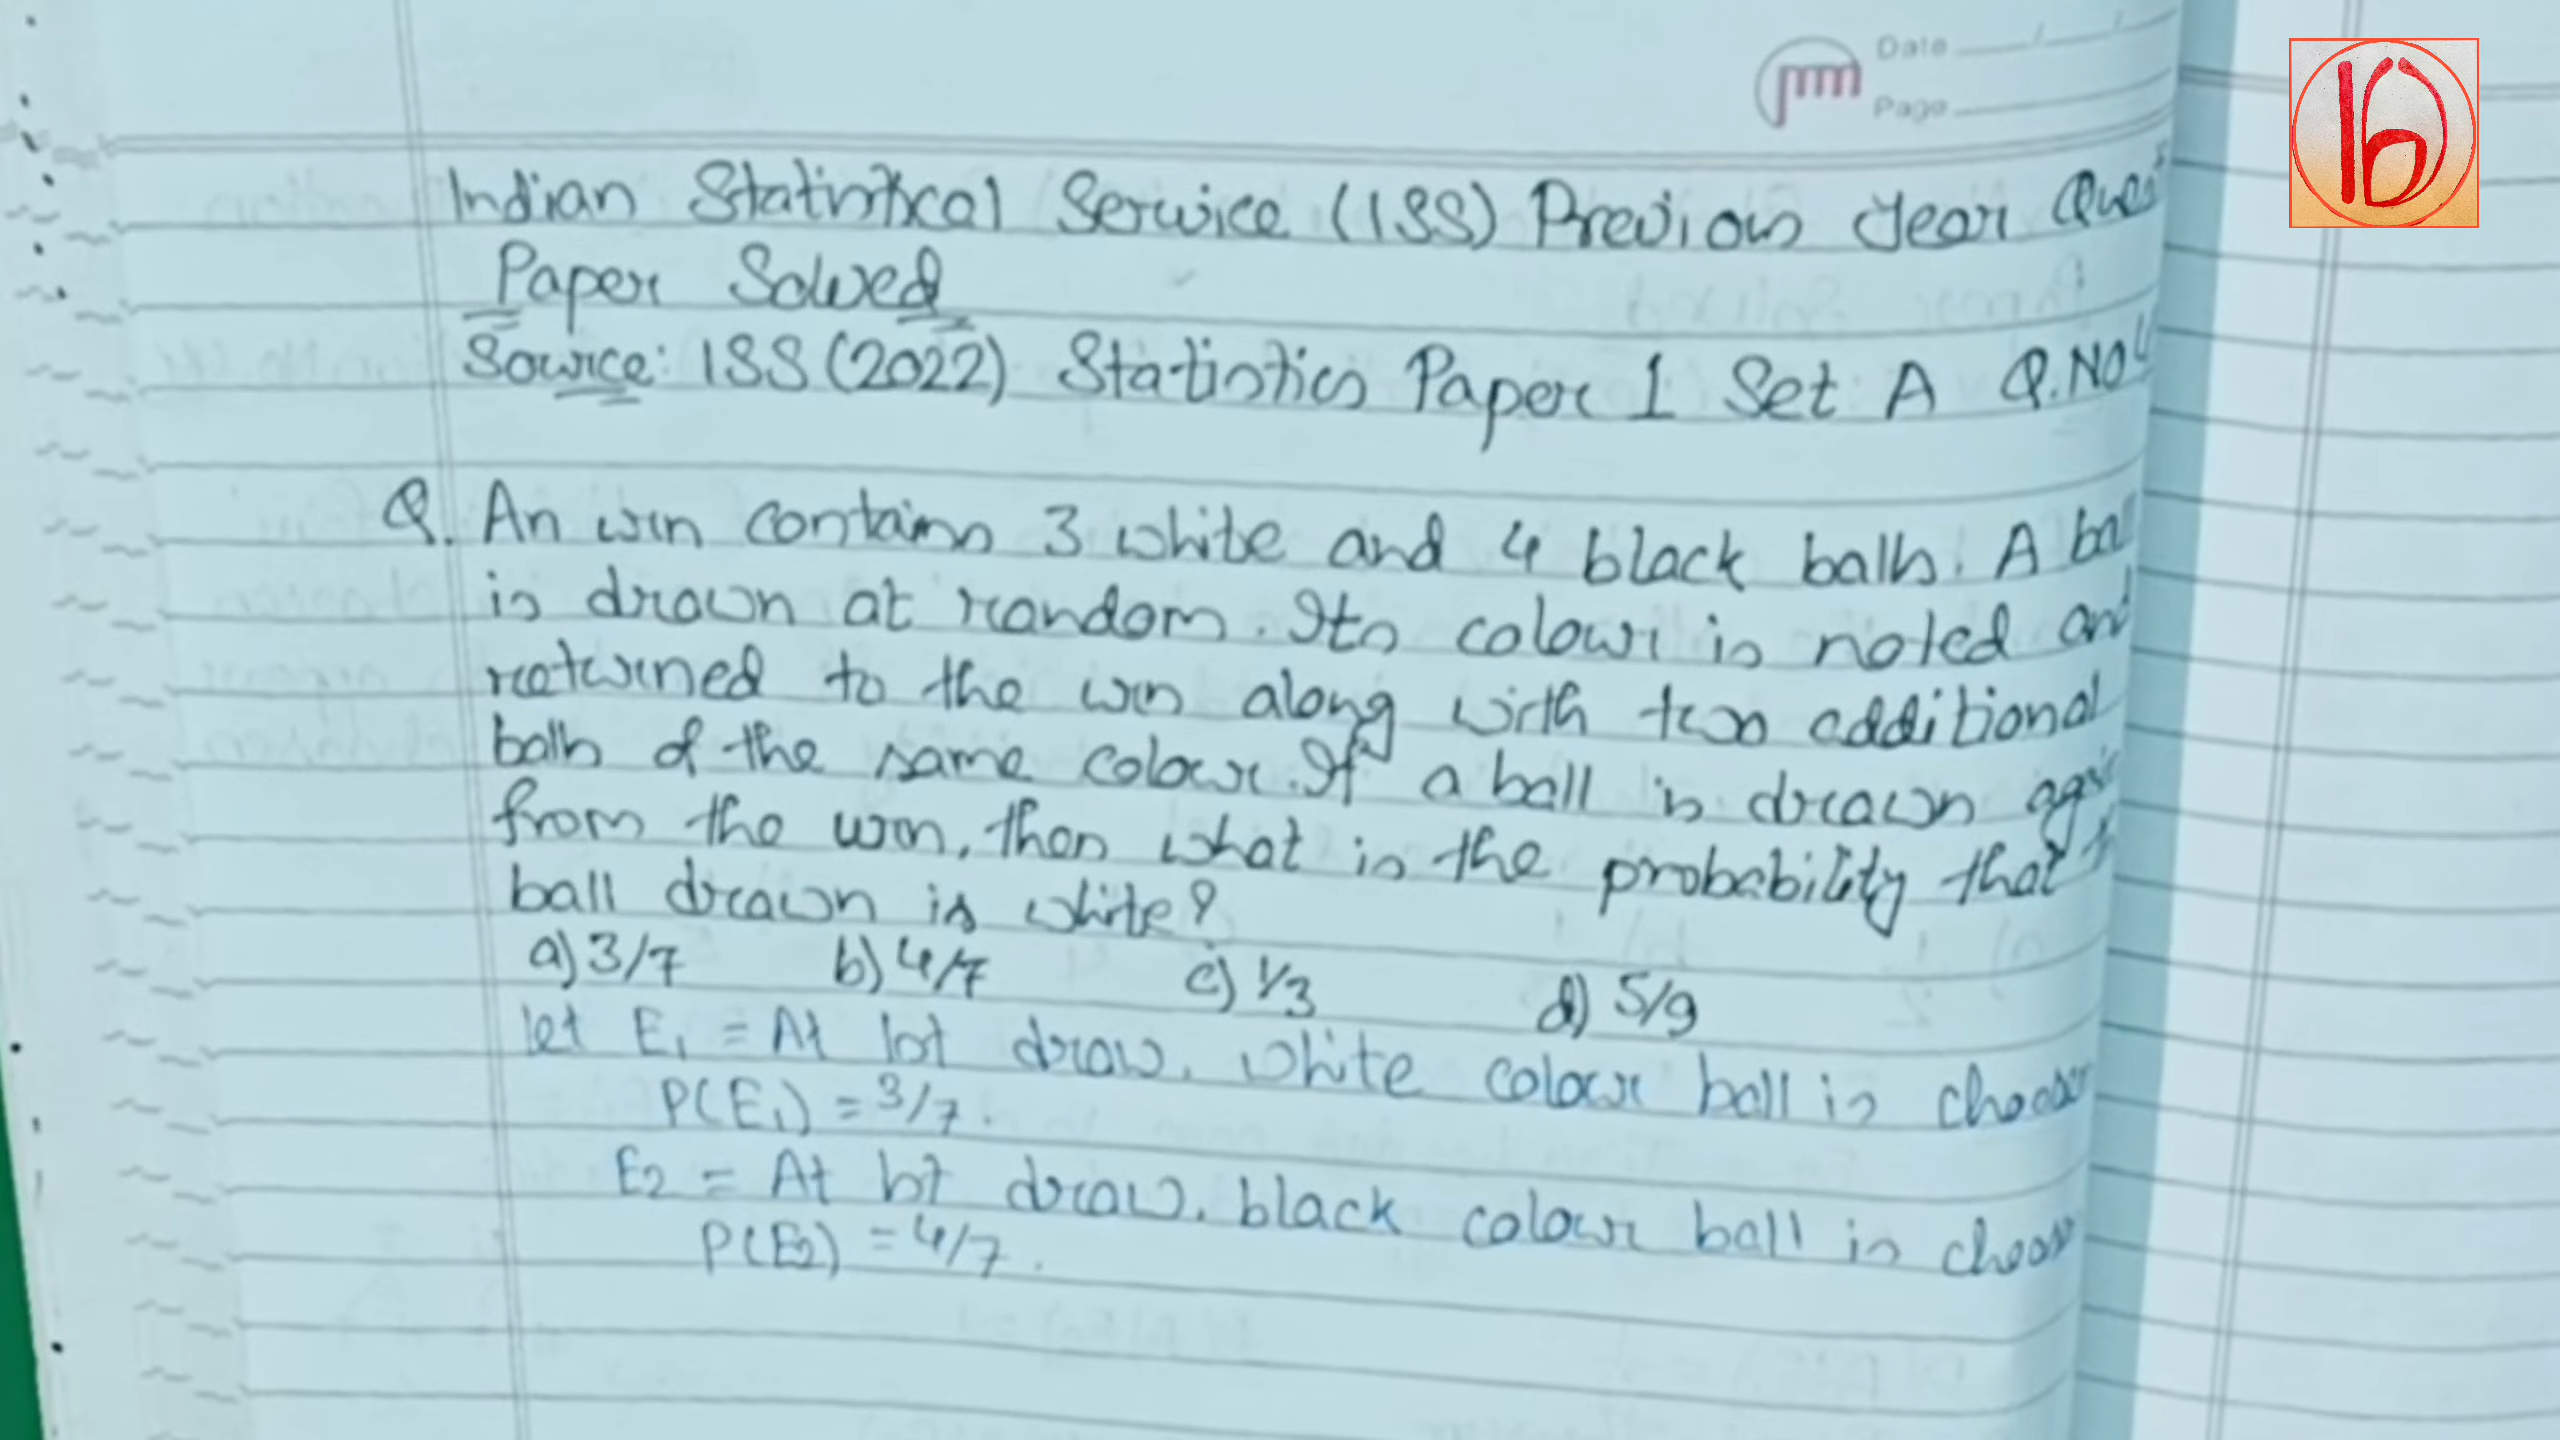 Date
Page
Indian Statistical Service (ISS) Previous Year Ques
Paper Solved
Source: ISS (2022) Statistics Paper 1 Set A Q.No
Q. An urn contains 3 white and 4 black balls. A ball
is drawn at random. Its colour is noted and
returned to the urn along with two additional
balls of the same colour. If a ball is drawn again
from the urn, then what is the probability that
ball drawn is white?
a) 3/7 b) 4/7 c) 1/3 d) 5/9
let E1 = At 1st draw, white colour ball is
P(E1) = 3/7.
E2 = At 1st draw, black colour ball is
P(E2) = 4/7.